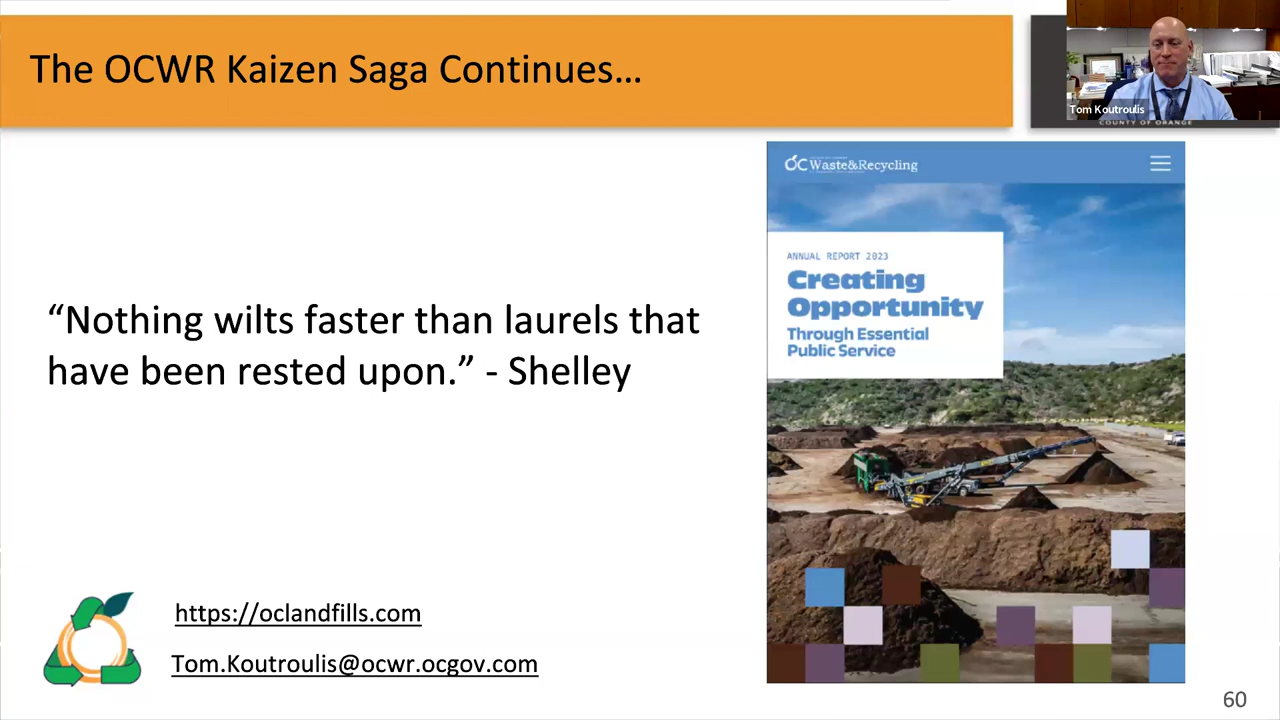 The OCWR Kaizen Saga Continues...
Tom Koutroulis
COUNTY OF ORANGE
OC Waste&Recycling
ANNUAL REPORT 2023
Creating
Opportunity
Through Essential
Public Service
“Nothing wilts faster than laurels that
have been rested upon.” - Shelley
https://oclandfills.com
Tom.Koutroulis@ocwr.ocgov.com
60